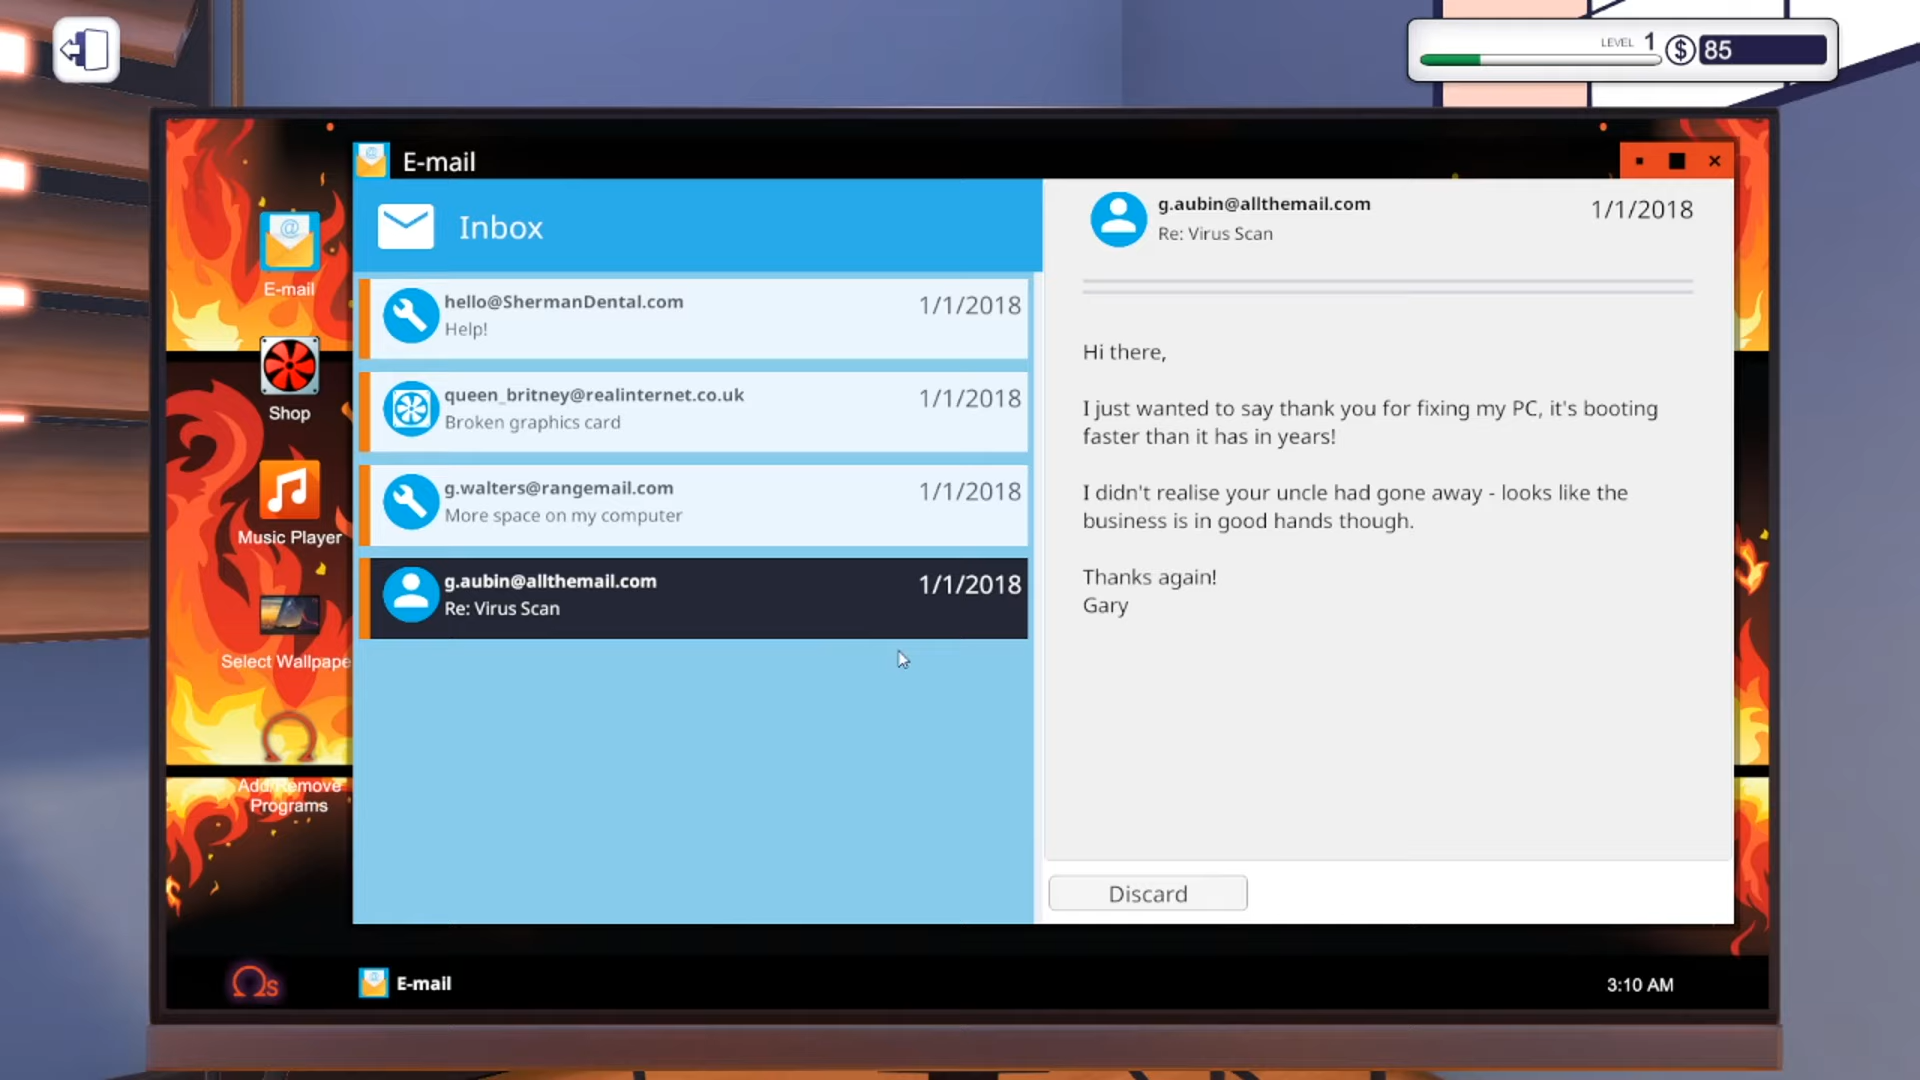 LEVEL 1
$ 85
E-mail
Inbox
hello@ShermanDental.com
1/1/2018
Help!
queen_britney@realinternet.co.uk
1/1/2018
Broken graphics card
g.walters@rangemail.com
1/1/2018
More space on my computer
g.aubin@allthemail.com
1/1/2018
Re: Virus Scan
g.aubin@allthemail.com
1/1/2018
Re: Virus Scan
Hi there,
I just wanted to say thank you for fixing my PC, it's booting
faster than it has in years!
I didn't realise your uncle had gone away - looks like the
business is in good hands though.
Thanks again!
Gary
Discard
E-mail
Shop
Music Player
Select Wallpape
Add/Remove
Programs
Ωs
E-mail
3:10 AM